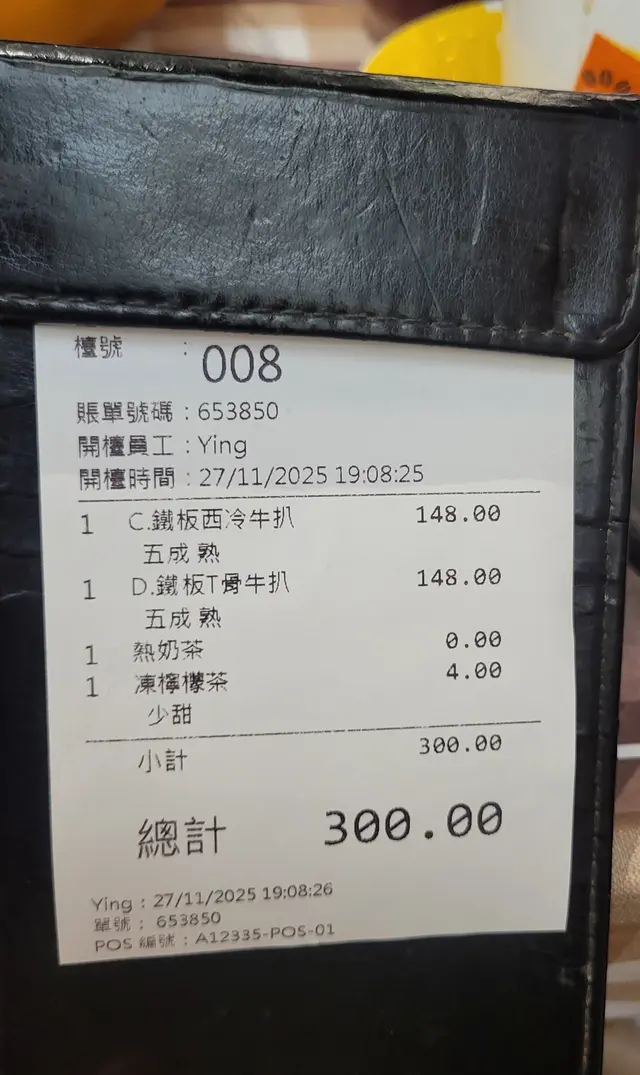 檯號 : 008
賬單號碼 : 653850
開檯員工 : Ying
開檯時間 : 27/11/2025 19:08:25
1 C.鐵板西冷牛扒 148.00
五成熟
1 D.鐵板T骨牛扒 148.00
五成熟
1 熱奶茶 0.00
1 凍檸檬茶 4.00
少甜
小計 300.00
總計 300.00
Ying : 27/11/2025 19:08:26
單號 : 653850
POS 編號 : A12335-POS-01